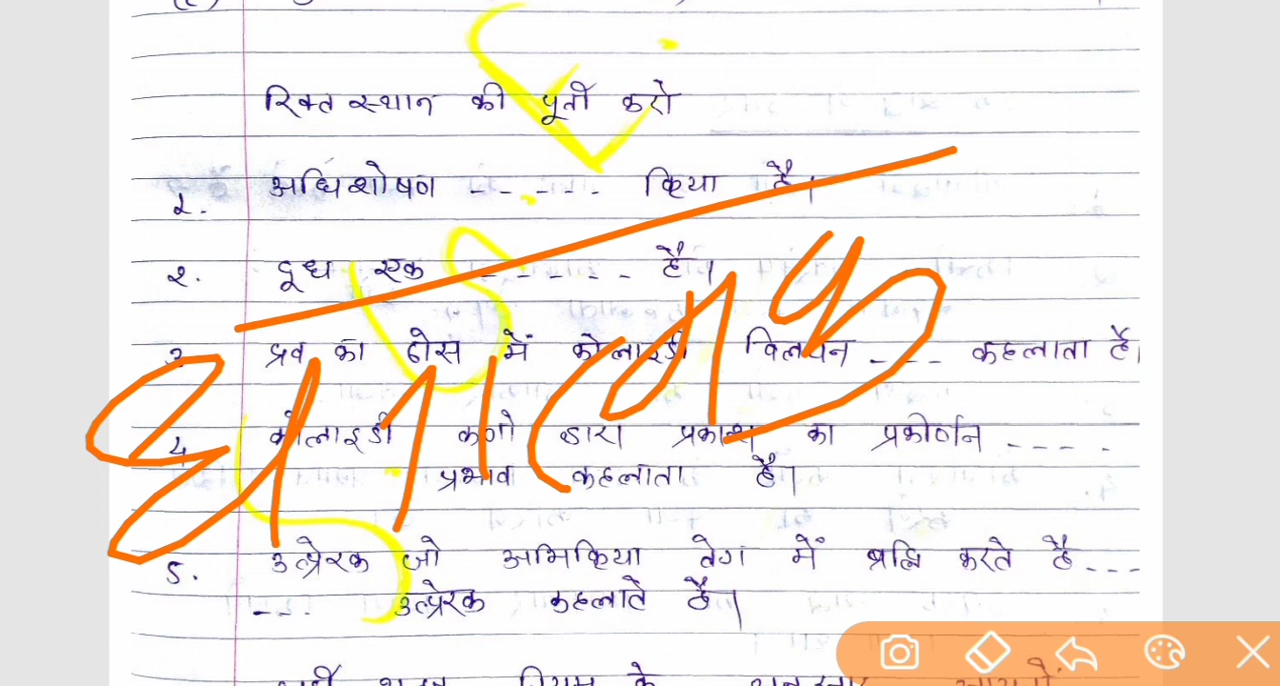 रिक्त स्थान की पूर्ती करो
1. अधिशोषण ----- किया है।
२. दूध एक ------ है।
3 द्रव का ठोस में कोलाइडी विलयन ---- कहलाता है।
4 कोलाइडी कणो द्वारा प्रकाश का प्रकीर्णन ----
प्रभाव कहलाता है।
5. उत्प्रेरक जो अभिक्रिया वेग में करते है ---
--- उत्प्रेरक कहलाते है।